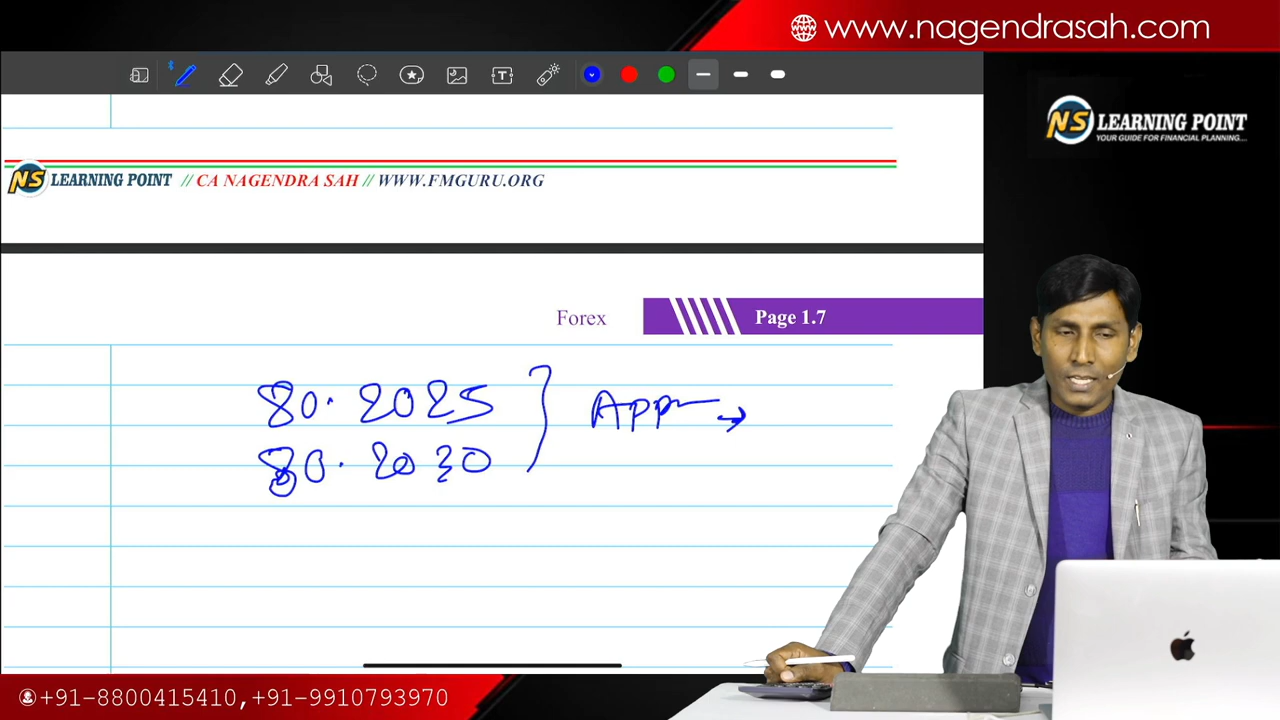 www.nagendrasah.com
NS LEARNING POINT
YOUR GUIDE FOR FINANCIAL PLANNING....
NS LEARNING POINT // CA NAGENDRA SAH // WWW.FMGURU.ORG
Forex
Page 1.7
80.2025
80.2030
App →
+91-8800415410,+91-9910793970